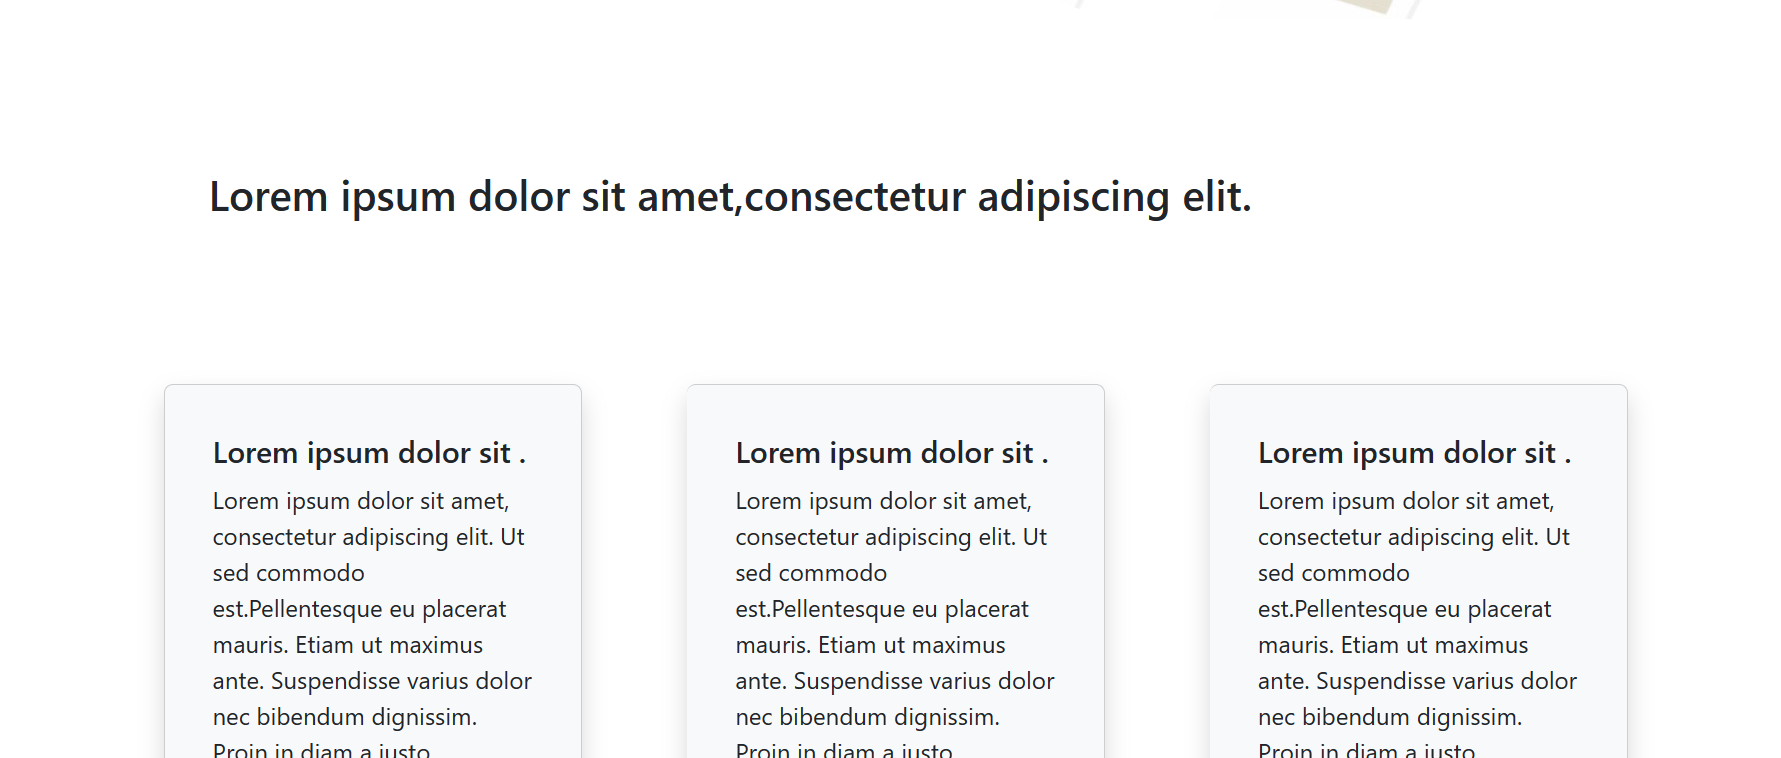 Lorem ipsum dolor sit amet,consectetur adipiscing elit.
Lorem ipsum dolor sit .
Lorem ipsum dolor sit amet,
consectetur adipiscing elit. Ut
sed commodo
est.Pellentesque eu placerat
mauris. Etiam ut maximus
ante. Suspendisse varius dolor
nec bibendum dignissim.
Proin in diam a justo
Lorem ipsum dolor sit .
Lorem ipsum dolor sit amet,
consectetur adipiscing elit. Ut
sed commodo
est.Pellentesque eu placerat
mauris. Etiam ut maximus
ante. Suspendisse varius dolor
nec bibendum dignissim.
Proin in diam a justo
Lorem ipsum dolor sit .
Lorem ipsum dolor sit amet,
consectetur adipiscing elit. Ut
sed commodo
est.Pellentesque eu placerat
mauris. Etiam ut maximus
ante. Suspendisse varius dolor
nec bibendum dignissim.
Proin in diam a justo